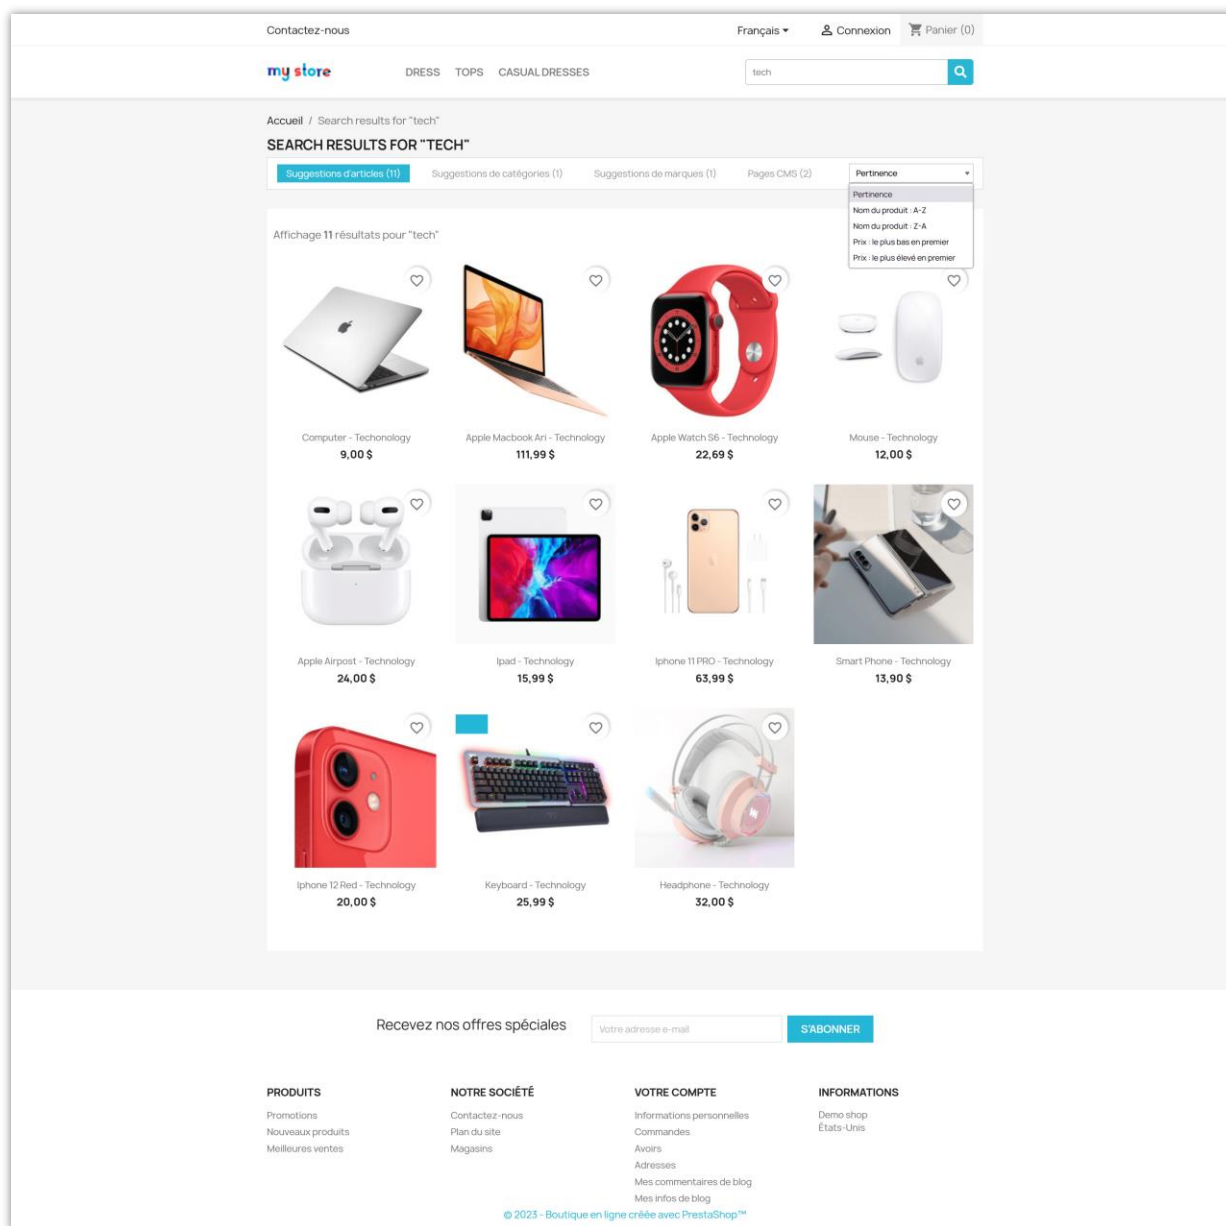 Contactez-nous
Français
Connexion
Panier (0)
my store
DRESS TOPS CASUAL DRESSES
tech
Accueil / Search results for "tech"
SEARCH RESULTS FOR "TECH"
Suggestions d'articles (11)
Suggestions de catégories (1)
Suggestions de marques (1)
Pages CMS (2)
Pertinence
Pertinence
Nom du produit : A-Z
Nom du produit : Z-A
Prix : le plus bas en premier
Prix : le plus élevé en premier
Affichage 11 résultats pour "tech"
Computer - Techonology
9,00 $
Apple Macbook Ari - Technology
111,99 $
Apple Watch S6 - Technology
22,69 $
Mouse - Technology
12,00 $
Apple Airpost - Technology
24,00 $
Ipad - Technology
15,99 $
Iphone 11 PRO - Technology
63,99 $
Smart Phone - Technology
13,90 $
Iphone 12 Red - Technology
20,00 $
Keyboard - Technology
25,99 $
Headphone - Technology
32,00 $
Recevez nos offres spéciales
Votre adresse e-mail
S'ABONNER
PRODUITS
Promotions
Nouveaux produits
Meilleures ventes
NOTRE SOCIÉTÉ
Contactez-nous
Plan du site
Magasins
VOTRE COMPTE
Informations personnelles
Commandes
Avoirs
Adresses
Mes commentaires de blog
Mes infos de blog
INFORMATIONS
Demo shop
États-Unis
© 2023 - Boutique en ligne créée avec PrestaShop™